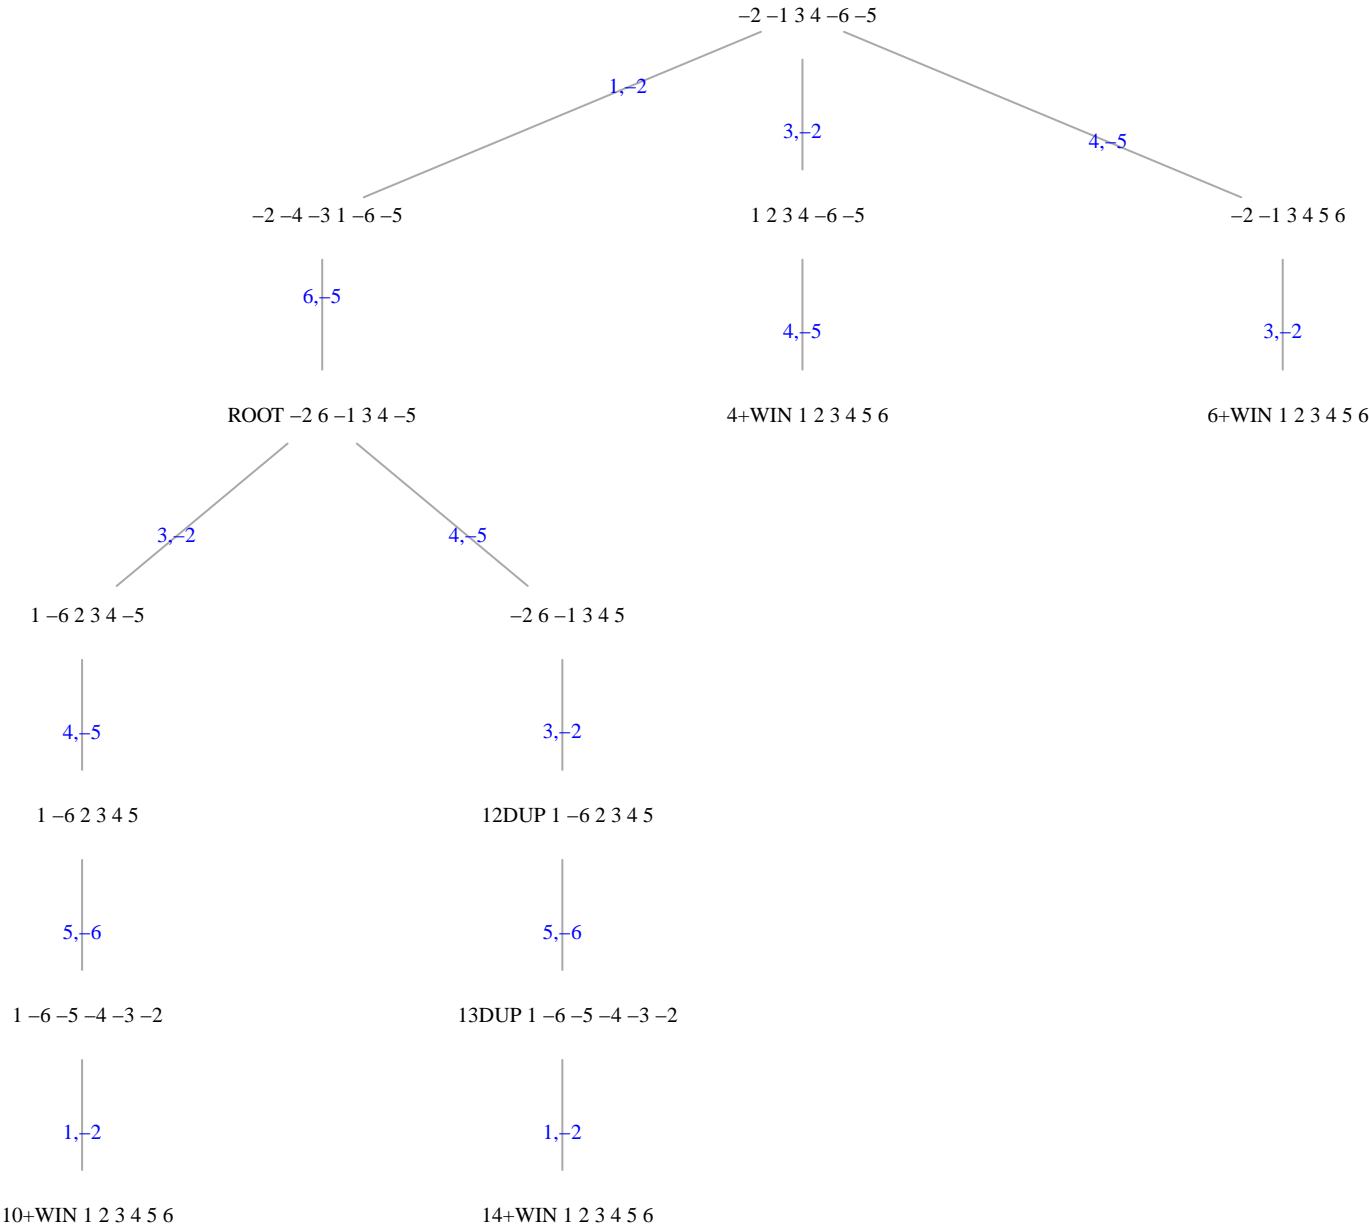 −2 −1 3 4 −6 −5
1,−2
3,−2
4,−5
−2 −4 −3 1 −6 −5
1 2 3 4 −6 −5
−2 −1 3 4 5 6
6,−5
4,−5
3,−2
ROOT −2 6 −1 3 4 −5
4+WIN 1 2 3 4 5 6
6+WIN 1 2 3 4 5 6
3,−2
4,−5
1 −6 2 3 4 −5
−2 6 −1 3 4 5
4,−5
3,−2
1 −6 2 3 4 5
12DUP 1 −6 2 3 4 5
5,−6
5,−6
1 −6 −5 −4 −3 −2
13DUP 1 −6 −5 −4 −3 −2
1,−2
1,−2
10+WIN 1 2 3 4 5 6
14+WIN 1 2 3 4 5 6